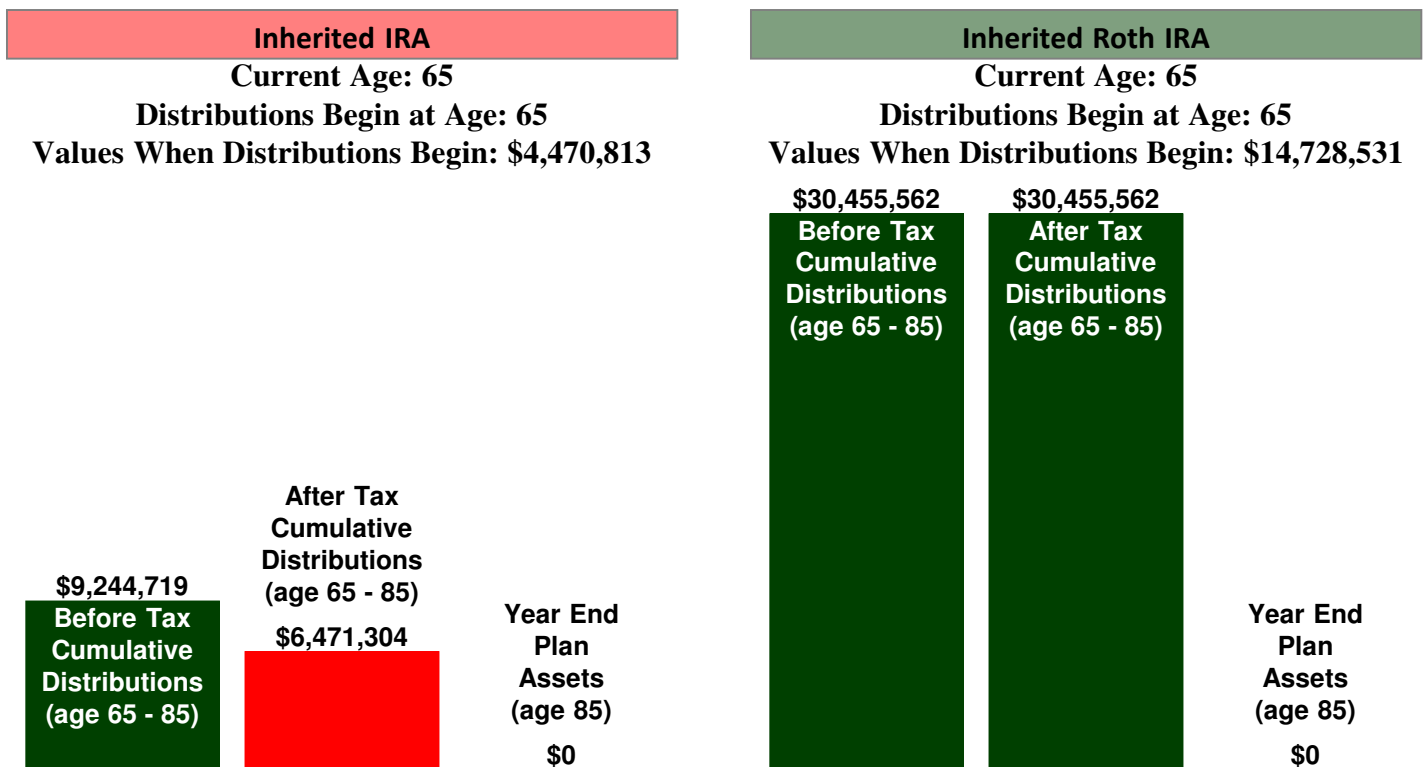 Inherited IRA
Current Age: 65
Distributions Begin at Age: 65
Values When Distributions Begin: $4,470,813
$9,244,719
Before Tax
Cumulative
Distributions
(age 65 - 85)
After Tax
Cumulative
Distributions
(age 65 - 85)
$6,471,304
Year End
Plan
Assets
(age 85)
$0
Inherited Roth IRA
Current Age: 65
Distributions Begin at Age: 65
Values When Distributions Begin: $14,728,531
$30,455,562
Before Tax
Cumulative
Distributions
(age 65 - 85)
$30,455,562
After Tax
Cumulative
Distributions
(age 65 - 85)
Year End
Plan
Assets
(age 85)
$0